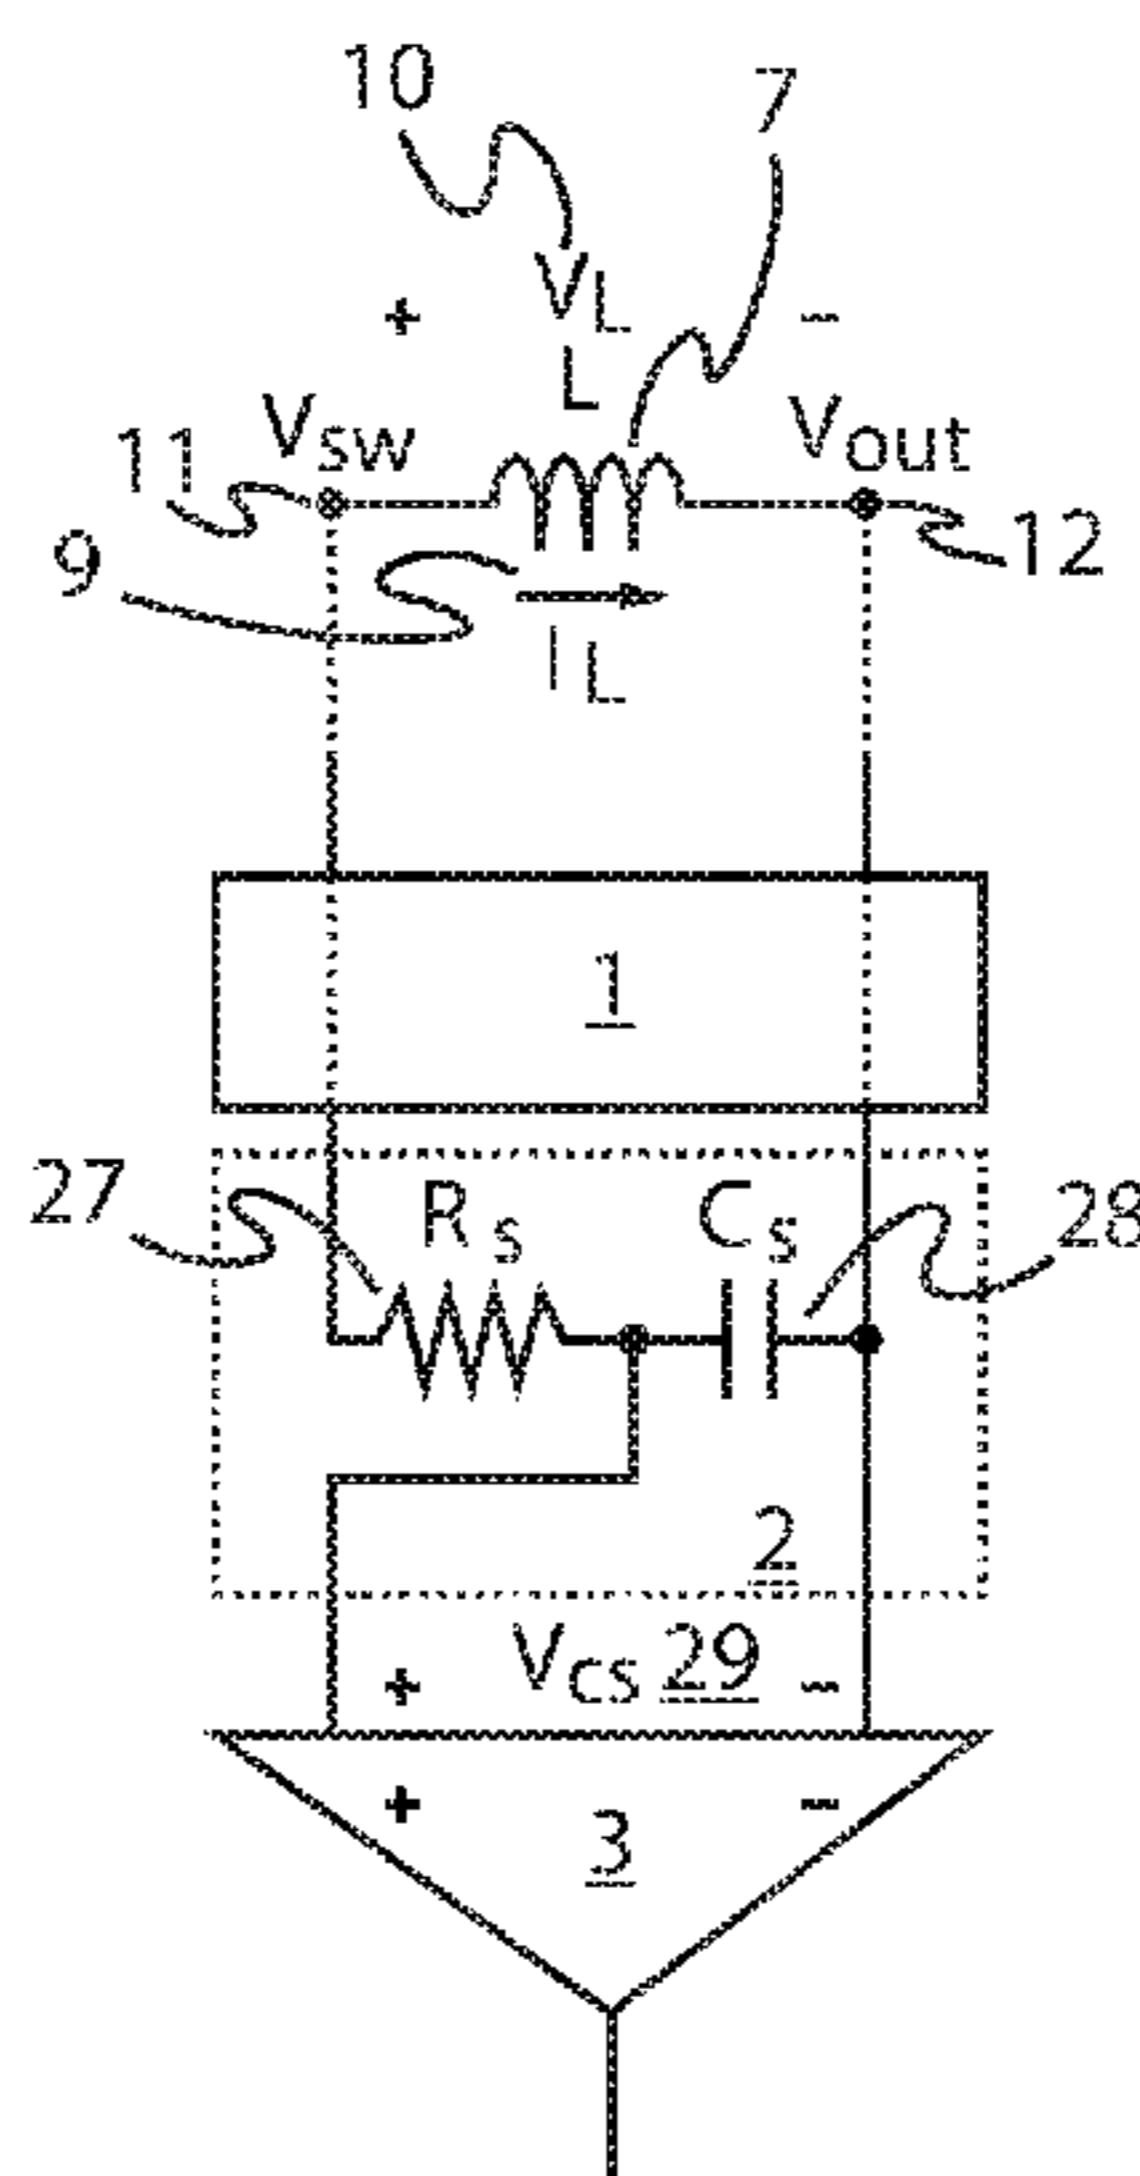 10 7
+ VL −
L
11 Vsw Vout
9 12
IL
1
27 Rs Cs 28
2
+ Vcs 29 −
+ 3 −